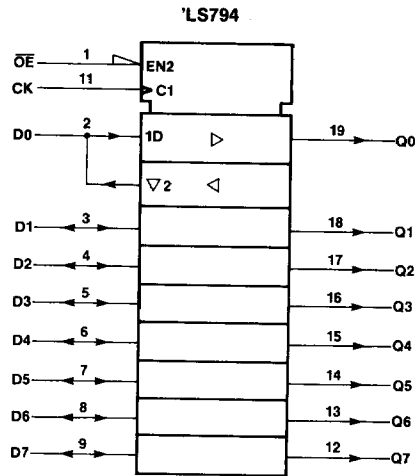 'LS794
OE 1 EN2
CK 11 C1
D0 2 1D 19 Q0
2
D1 3 18 Q1
D2 4 17 Q2
D3 5 16 Q3
D4 6 15 Q4
D5 7 14 Q5
D6 8 13 Q6
D7 9 12 Q7